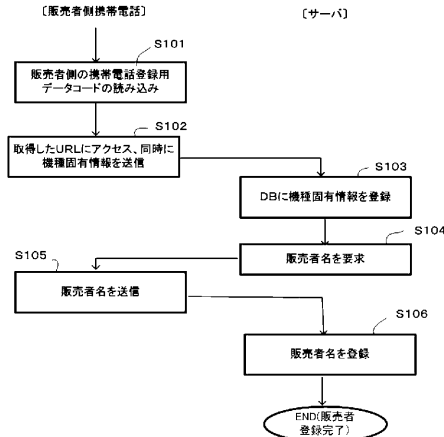 〔販売者側携帯電話〕
〔サーバ〕
S101
販売者側の携帯電話登録用
データコードの読み込み
S102
取得したURLにアクセス、同時に
機種固有情報を送信
S103
DBに機種固有情報を登録
S104
販売者名を要求
S105
販売者名を送信
S106
販売者名を登録
END(販売者
登録完了)